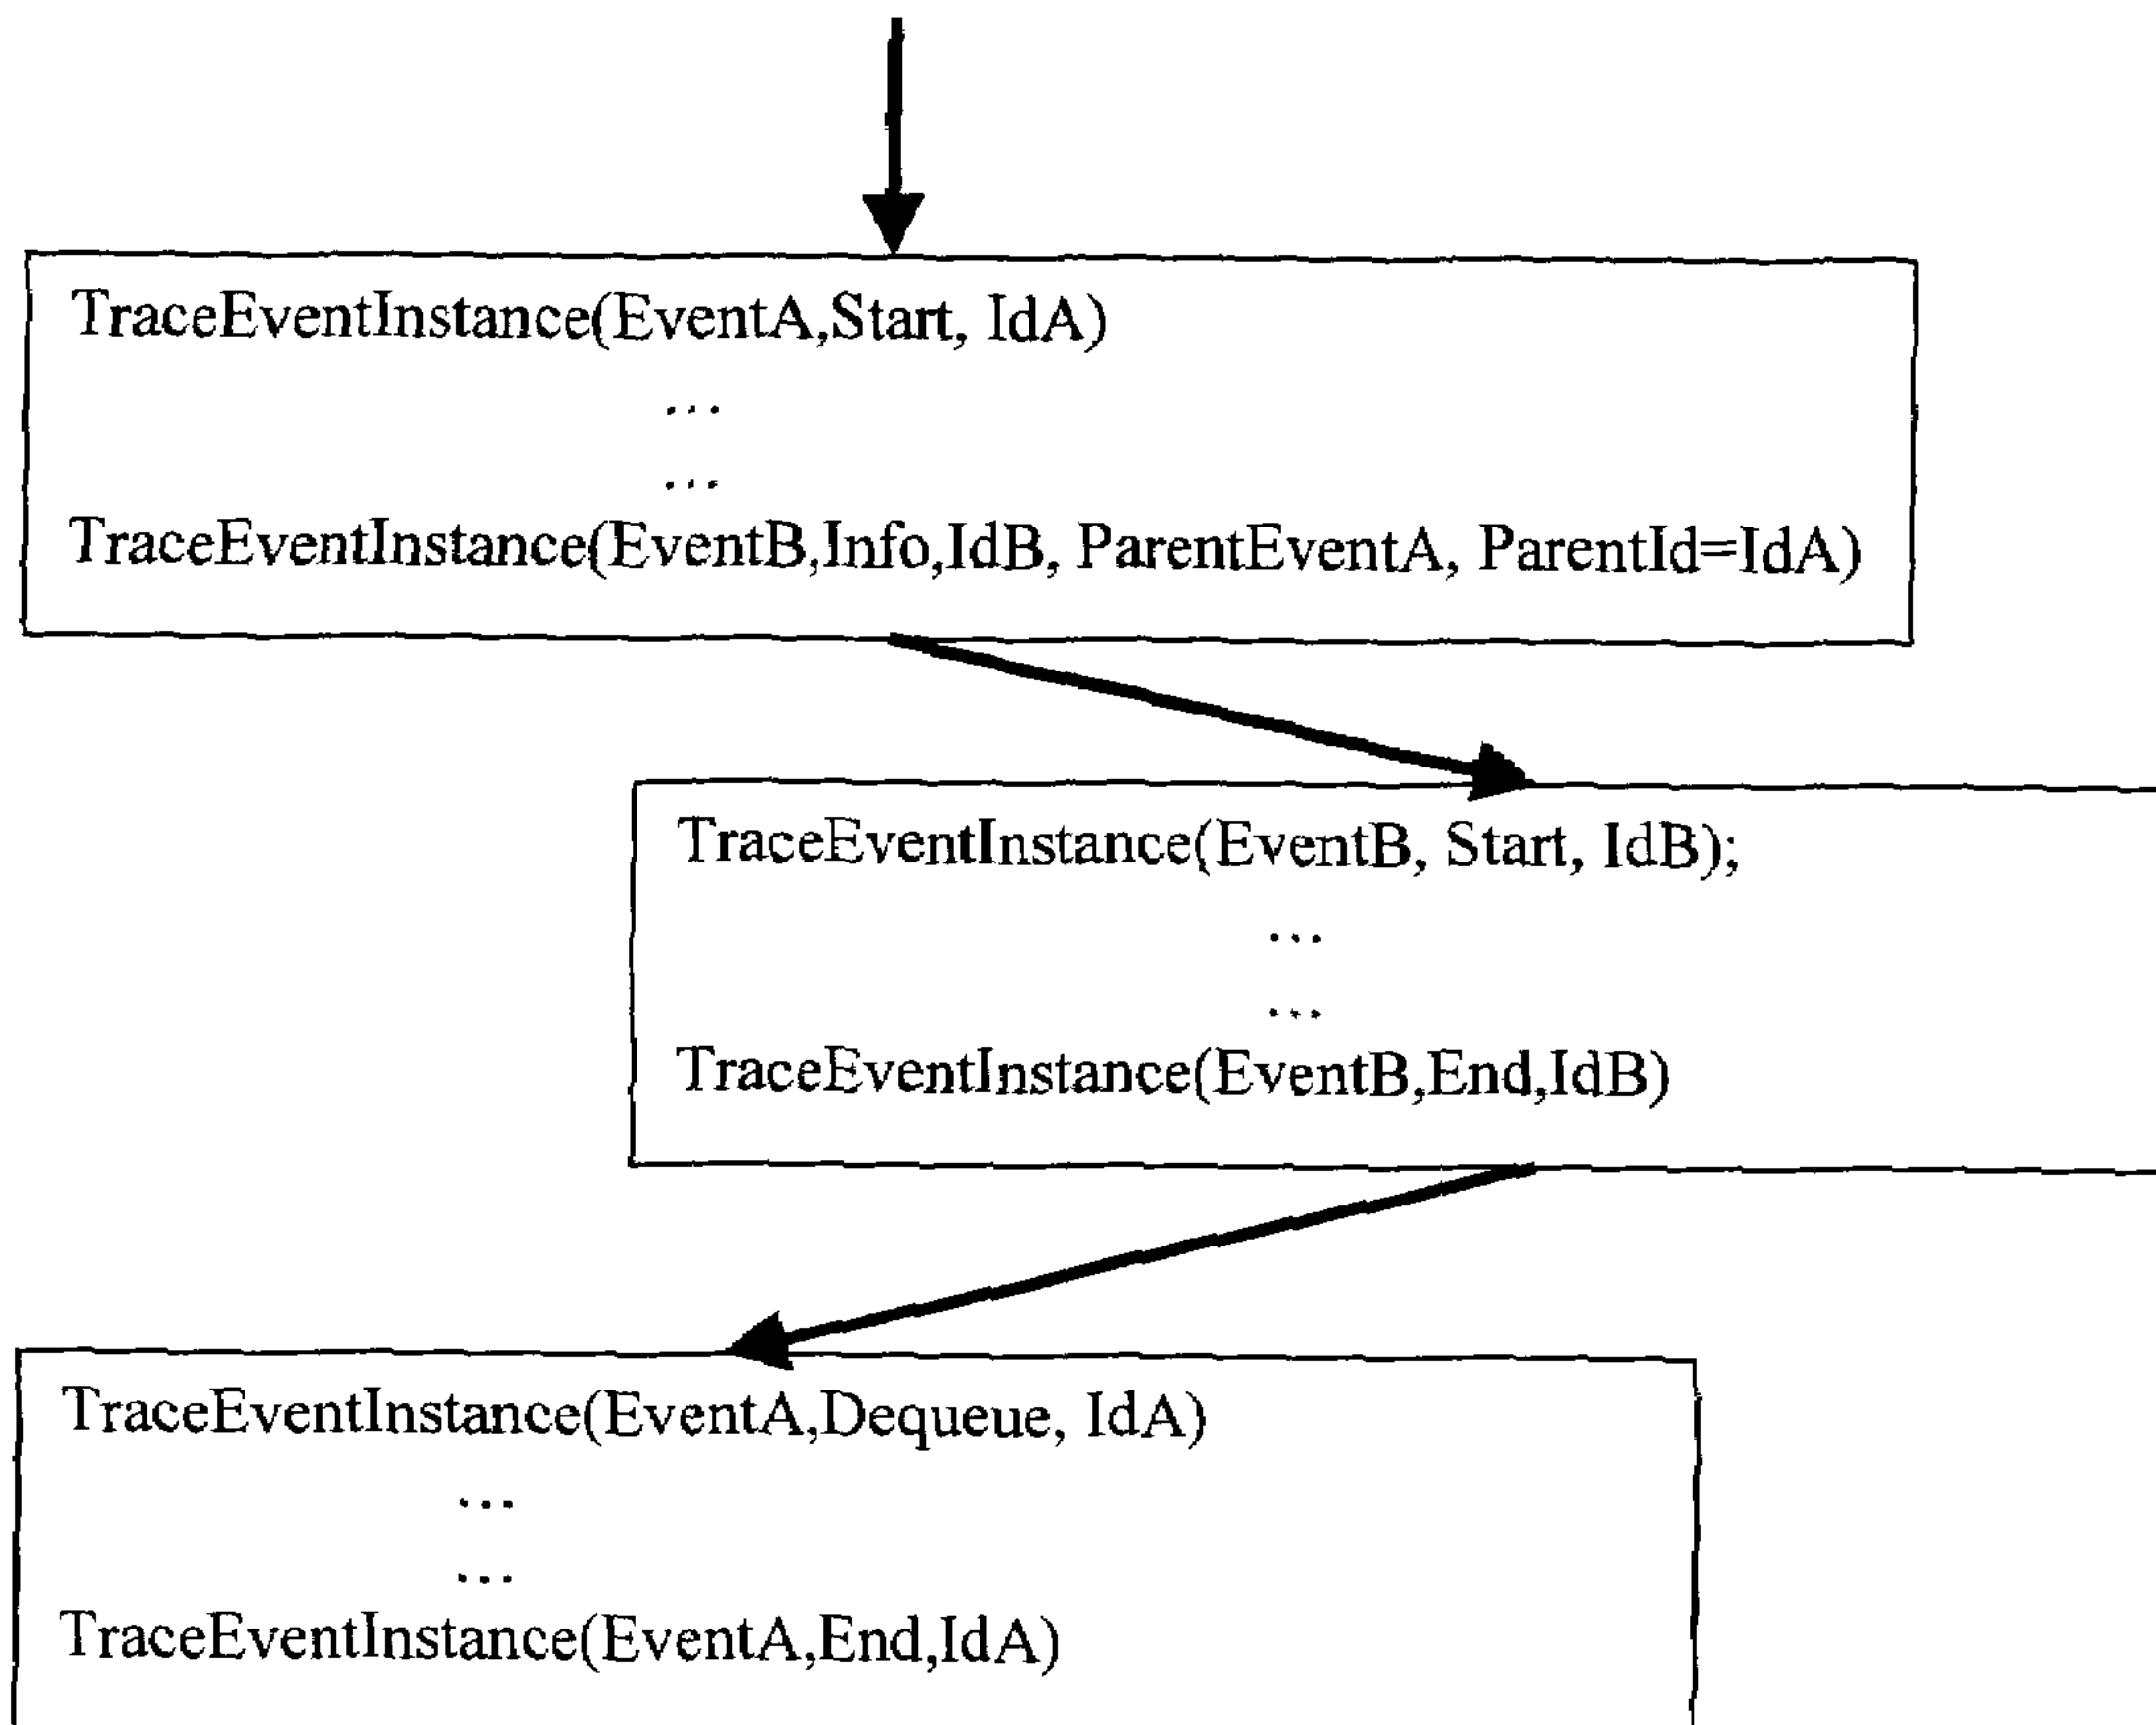 TraceEventInstance(EventA,Start, IdA)
...
...
TraceEventInstance(EventB,Info,IdB, ParentEventA, ParentId=IdA)
TraceEventInstance(EventB, Start, IdB);
...
...
TraceEventInstance(EventB,End,IdB)
TraceEventInstance(EventA,Dequeue, IdA)
...
...
TraceEventInstance(EventA,End,IdA)